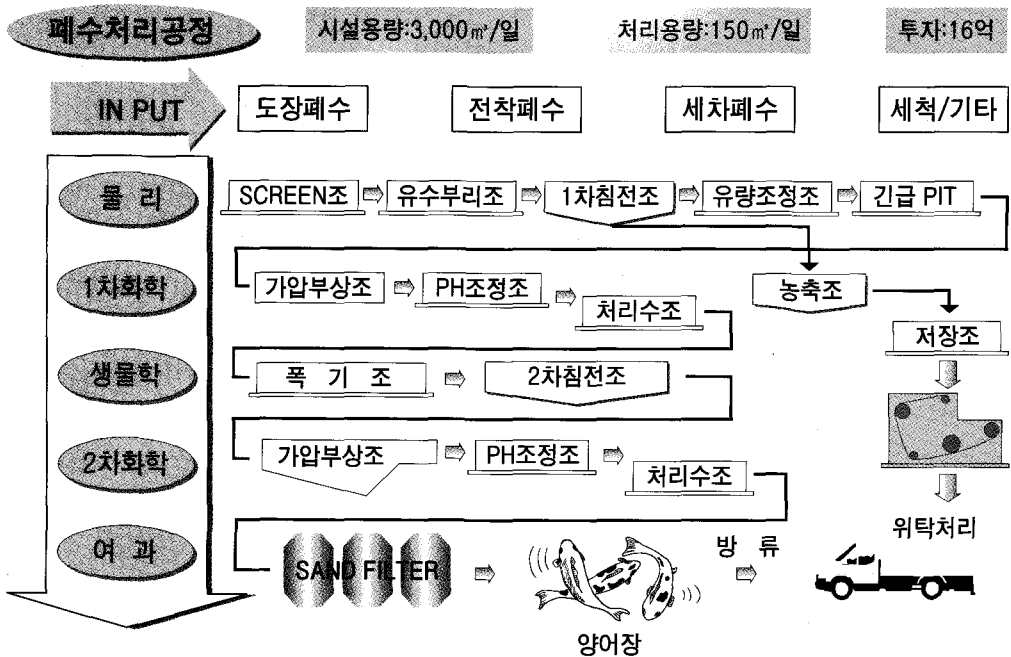 폐수처리공정 시설용량:3,000㎥/일 처리용량:150㎥/일 투자:16억
IN PUT 도장폐수 전착폐수 세차폐수 세척/기타
물 리 SCREEN조 유수부리조 1차침전조 유량조정조 긴급 PIT
1차화학 가압부상조 PH조정조 처리수조 농축조
저장조
생물학 폭 기 조 2차침전조
2차화학 가압부상조 PH조정조 처리수조
위탁처리
여 과 SAND FILTER 방 류
양어장